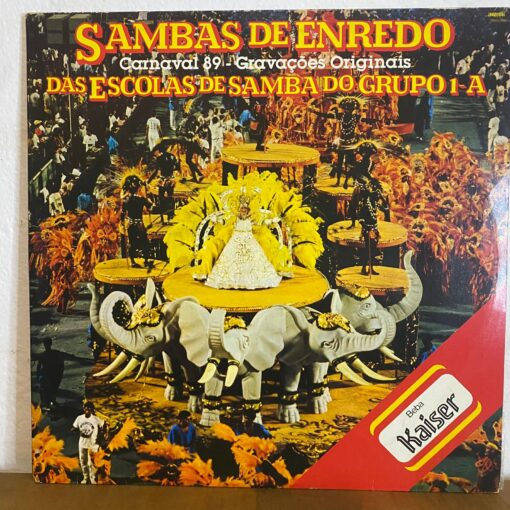 SAMBAS DE ENREDO
Carnaval 89 - Gravações Originais
DAS ESCOLAS DE SAMBA DO GRUPO 1-A
Beba
Kaiser